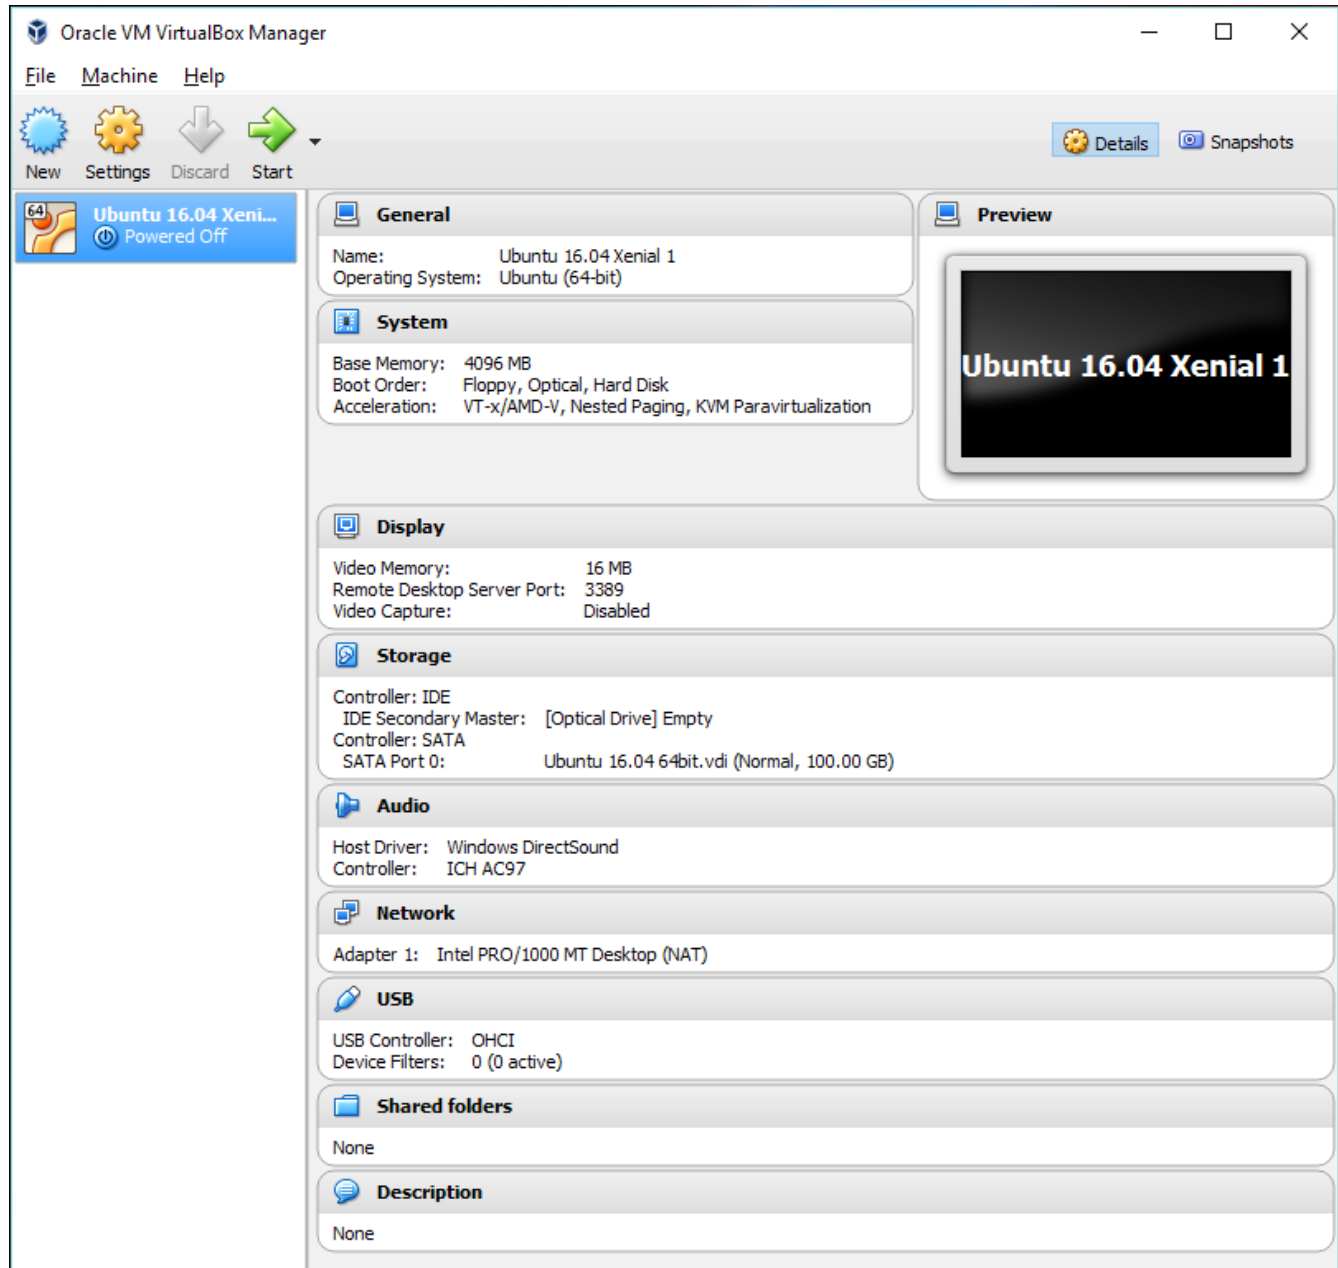 Oracle VM VirtualBox Manager
File Machine Help
New Settings Discard Start Details Snapshots
64 Ubuntu 16.04 Xeni...
Powered Off
General
Name: Ubuntu 16.04 Xenial 1
Operating System: Ubuntu (64-bit)
System
Base Memory: 4096 MB
Boot Order: Floppy, Optical, Hard Disk
Acceleration: VT-x/AMD-V, Nested Paging, KVM Paravirtualization
Preview
Ubuntu 16.04 Xenial 1
Display
Video Memory: 16 MB
Remote Desktop Server Port: 3389
Video Capture: Disabled
Storage
Controller: IDE
IDE Secondary Master: [Optical Drive] Empty
Controller: SATA
SATA Port 0: Ubuntu 16.04 64bit.vdi (Normal, 100.00 GB)
Audio
Host Driver: Windows DirectSound
Controller: ICH AC97
Network
Adapter 1: Intel PRO/1000 MT Desktop (NAT)
USB
USB Controller: OHCI
Device Filters: 0 (0 active)
Shared folders
None
Description
None